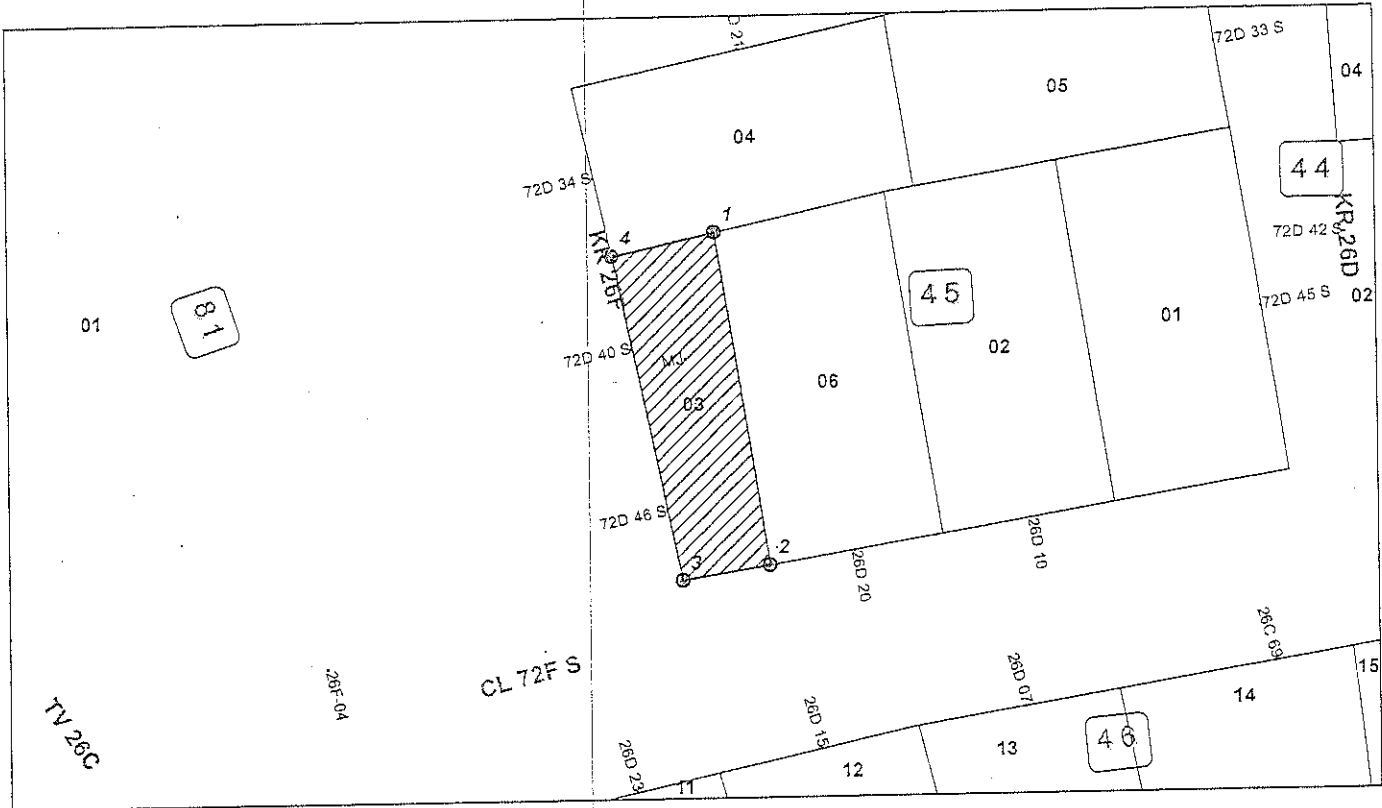 D 21
72D 33 S
04
05
04
44
72D 34 S
1
4
KR 26F
KR 26D
72D 42 S
45
72D 45 S
02
01
81
01
72D 40 S
MJ
02
06
03
72D 46 S
2
3
26D 10
26D 20
26C 69
CL 72F S
26D 07
15
26F-04
14
TV 26C
26D 15
46
13
26D 23
12
11